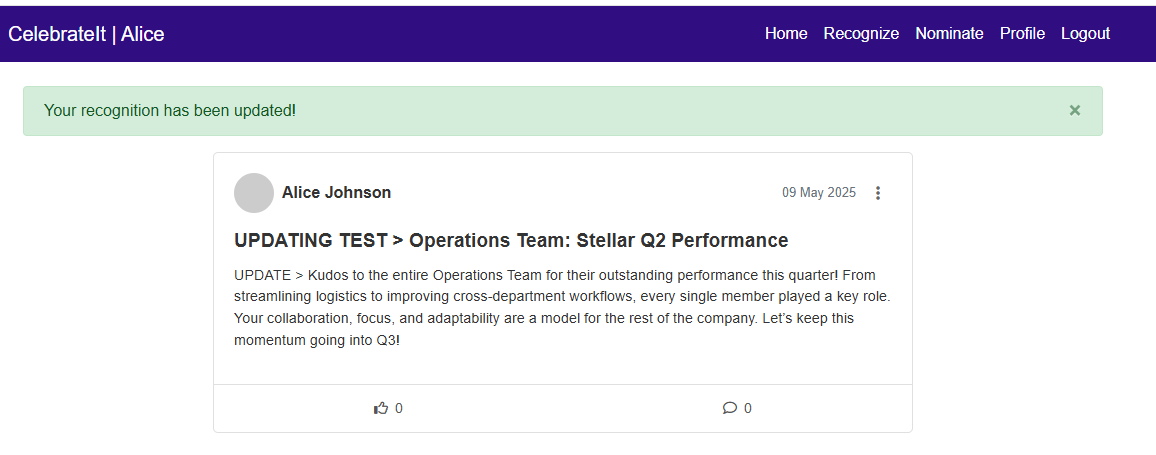 CelebrateIt | Alice Home Recognize Nominate Profile Logout
Your recognition has been updated! ×
Alice Johnson 09 May 2025
UPDATING TEST > Operations Team: Stellar Q2 Performance
UPDATE > Kudos to the entire Operations Team for their outstanding performance this quarter! From
streamlining logistics to improving cross-department workflows, every single member played a key role.
Your collaboration, focus, and adaptability are a model for the rest of the company. Let’s keep this
momentum going into Q3!
0 0